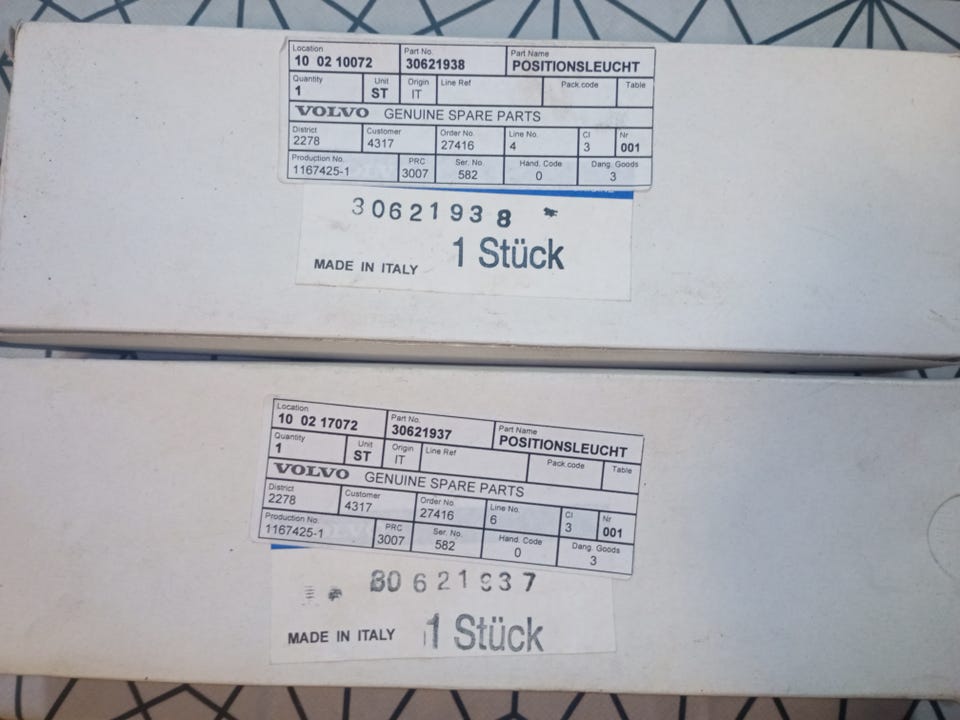 Location Part No. Part Name
10 02 10072 30621938 POSITIONSLEUCHT
Quantity Unit Origin Line Ref Pack.code Table
1 ST IT
VOLVO GENUINE SPARE PARTS
District Customer Order No. Line No. Cl Nr
2278 4317 27416 4 3 001
Production No. PRC Ser. No. Hand. Code Dang. Goods
1167425-1 3007 582 0 3
30621938
1 Stück
MADE IN ITALY
Location Part No. Part Name
10 02 17072 30621937 POSITIONSLEUCHT
Quantity Unit Origin Line Ref Pack.code Table
1 ST IT
VOLVO GENUINE SPARE PARTS
District Customer Order No. Line No. Cl Nr
2278 4317 27416 6 3 001
Production No. PRC Ser. No. Hand. Code Dang. Goods
1167425-1 3007 582 0 3
30621937
1 Stück
MADE IN ITALY